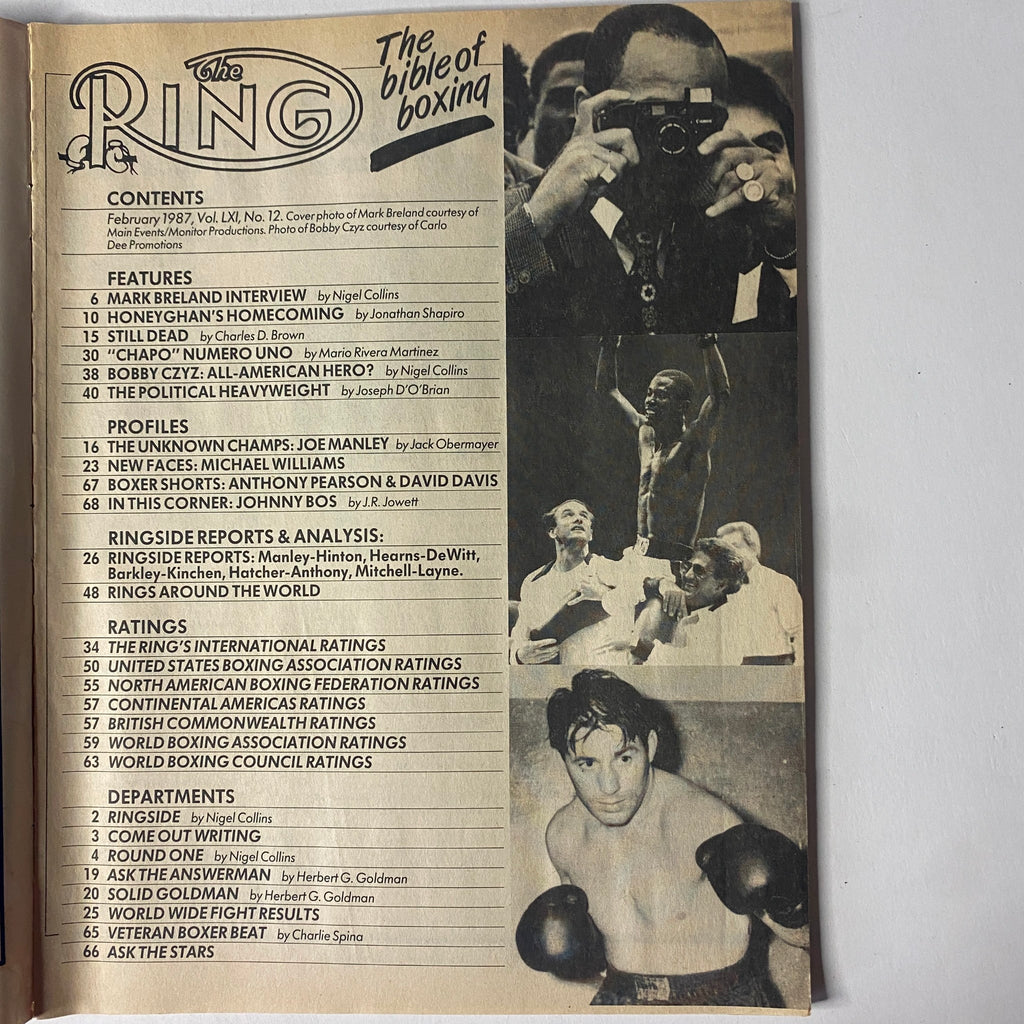 The
RING
The
bible of
boxing
CONTENTS
February 1987, Vol. LXI, No. 12. Cover photo of Mark Breland courtesy of
Main Events/Monitor Productions. Photo of Bobby Czyz courtesy of Carlo
Dee Promotions
FEATURES
6 MARK BRELAND INTERVIEW by Nigel Collins
10 HONEYGHAN'S HOMECOMING by Jonathan Shapiro
15 STILL DEAD by Charles D. Brown
30 "CHAPO" NUMERO UNO by Mario Rivera Martinez
38 BOBBY CZYZ: ALL-AMERICAN HERO? by Nigel Collins
40 THE POLITICAL HEAVYWEIGHT by Joseph D'O'Brian
PROFILES
16 THE UNKNOWN CHAMPS: JOE MANLEY by Jack Obermayer
23 NEW FACES: MICHAEL WILLIAMS
67 BOXER SHORTS: ANTHONY PEARSON & DAVID DAVIS
68 IN THIS CORNER: JOHNNY BOS by J.R. Jowett
RINGSIDE REPORTS & ANALYSIS:
26 RINGSIDE REPORTS: Manley-Hinton, Hearns-DeWitt,
Barkley-Kinchen, Hatcher-Anthony, Mitchell-Layne.
48 RINGS AROUND THE WORLD
RATINGS
34 THE RING'S INTERNATIONAL RATINGS
50 UNITED STATES BOXING ASSOCIATION RATINGS
55 NORTH AMERICAN BOXING FEDERATION RATINGS
57 CONTINENTAL AMERICAS RATINGS
57 BRITISH COMMONWEALTH RATINGS
59 WORLD BOXING ASSOCIATION RATINGS
63 WORLD BOXING COUNCIL RATINGS
DEPARTMENTS
2 RINGSIDE by Nigel Collins
3 COME OUT WRITING
4 ROUND ONE by Nigel Collins
19 ASK THE ANSWERMAN by Herbert G. Goldman
20 SOLID GOLDMAN by Herbert G. Goldman
25 WORLD WIDE FIGHT RESULTS
65 VETERAN BOXER BEAT by Charlie Spina
66 ASK THE STARS
Canon